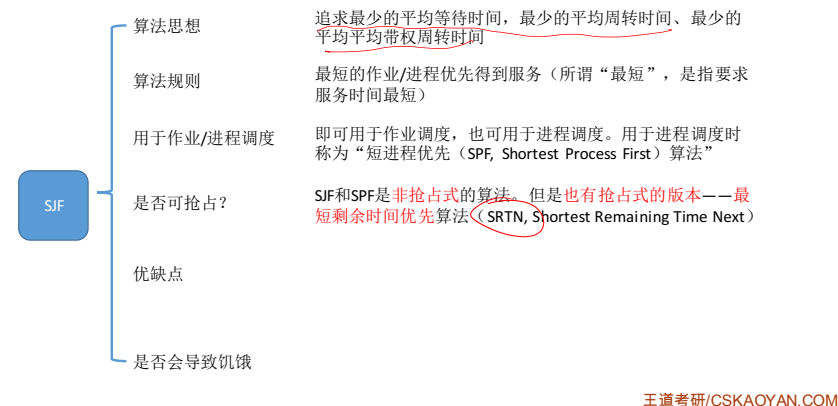 算法思想
追求最少的平均等待时间，最少的平均周转时间、最少的
平均平均带权周转时间
算法规则
最短的作业/进程优先得到服务（所谓“最短”，是指要求
服务时间最短）
用于作业/进程调度
即可用于作业调度，也可用于进程调度。用于进程调度时
称为“短进程优先（SPF, Shortest Process First）算法”
SJF
是否可抢占？
SJF和SPF是非抢占式的算法。但是也有抢占式的版本——最
短剩余时间优先算法（SRTN, Shortest Remaining Time Next）
优缺点
是否会导致饥饿
王道考研/CSKAOYAN.COM